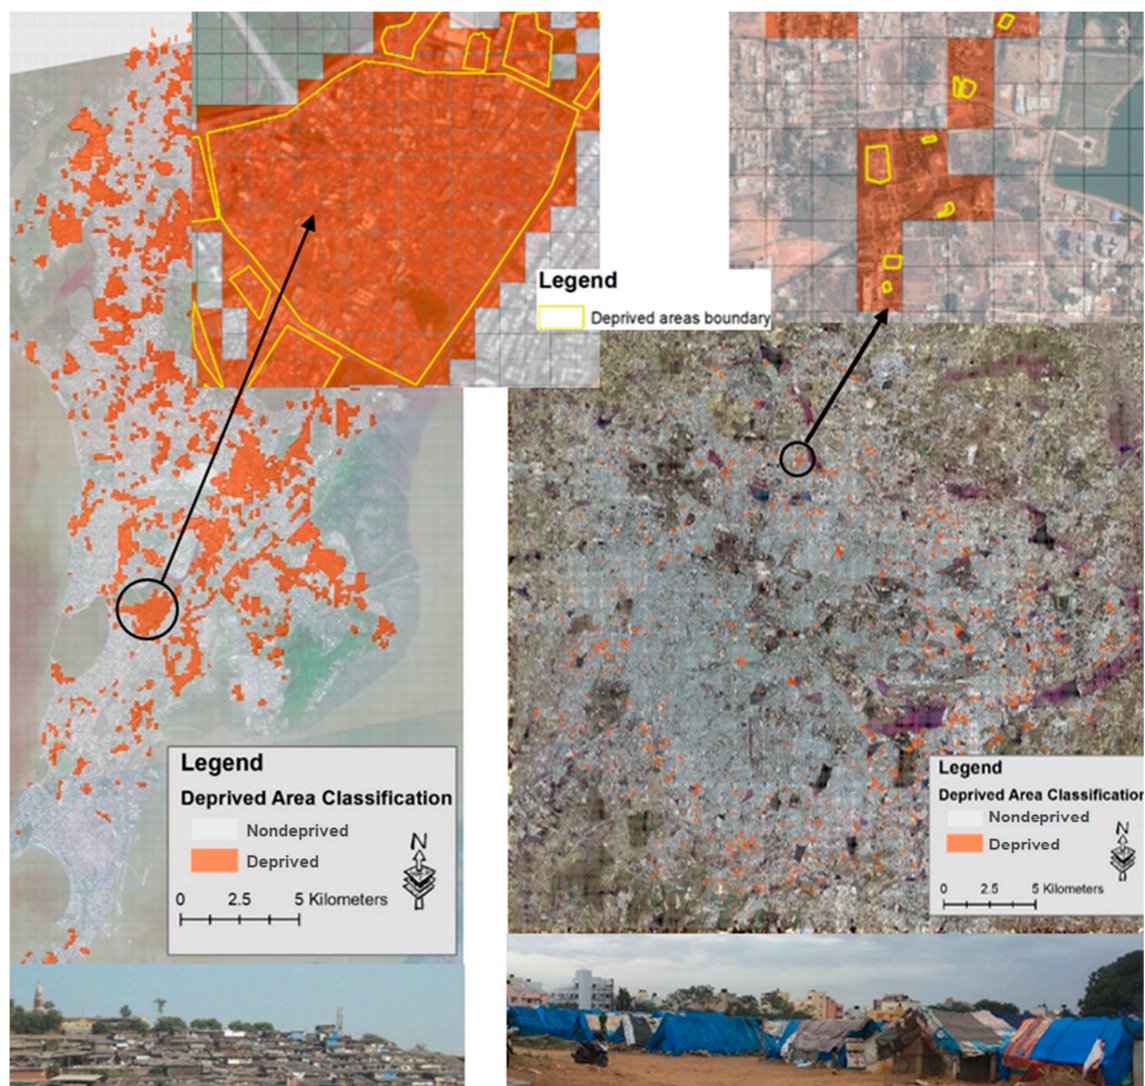 Legend
Deprived areas boundary
Legend
Deprived Area Classification
Nondeprived
Deprived
N
0 2.5 5 Kilometers
Legend
Deprived Area Classification
Nondeprived
Deprived
N
0 2.5 5 Kilometers